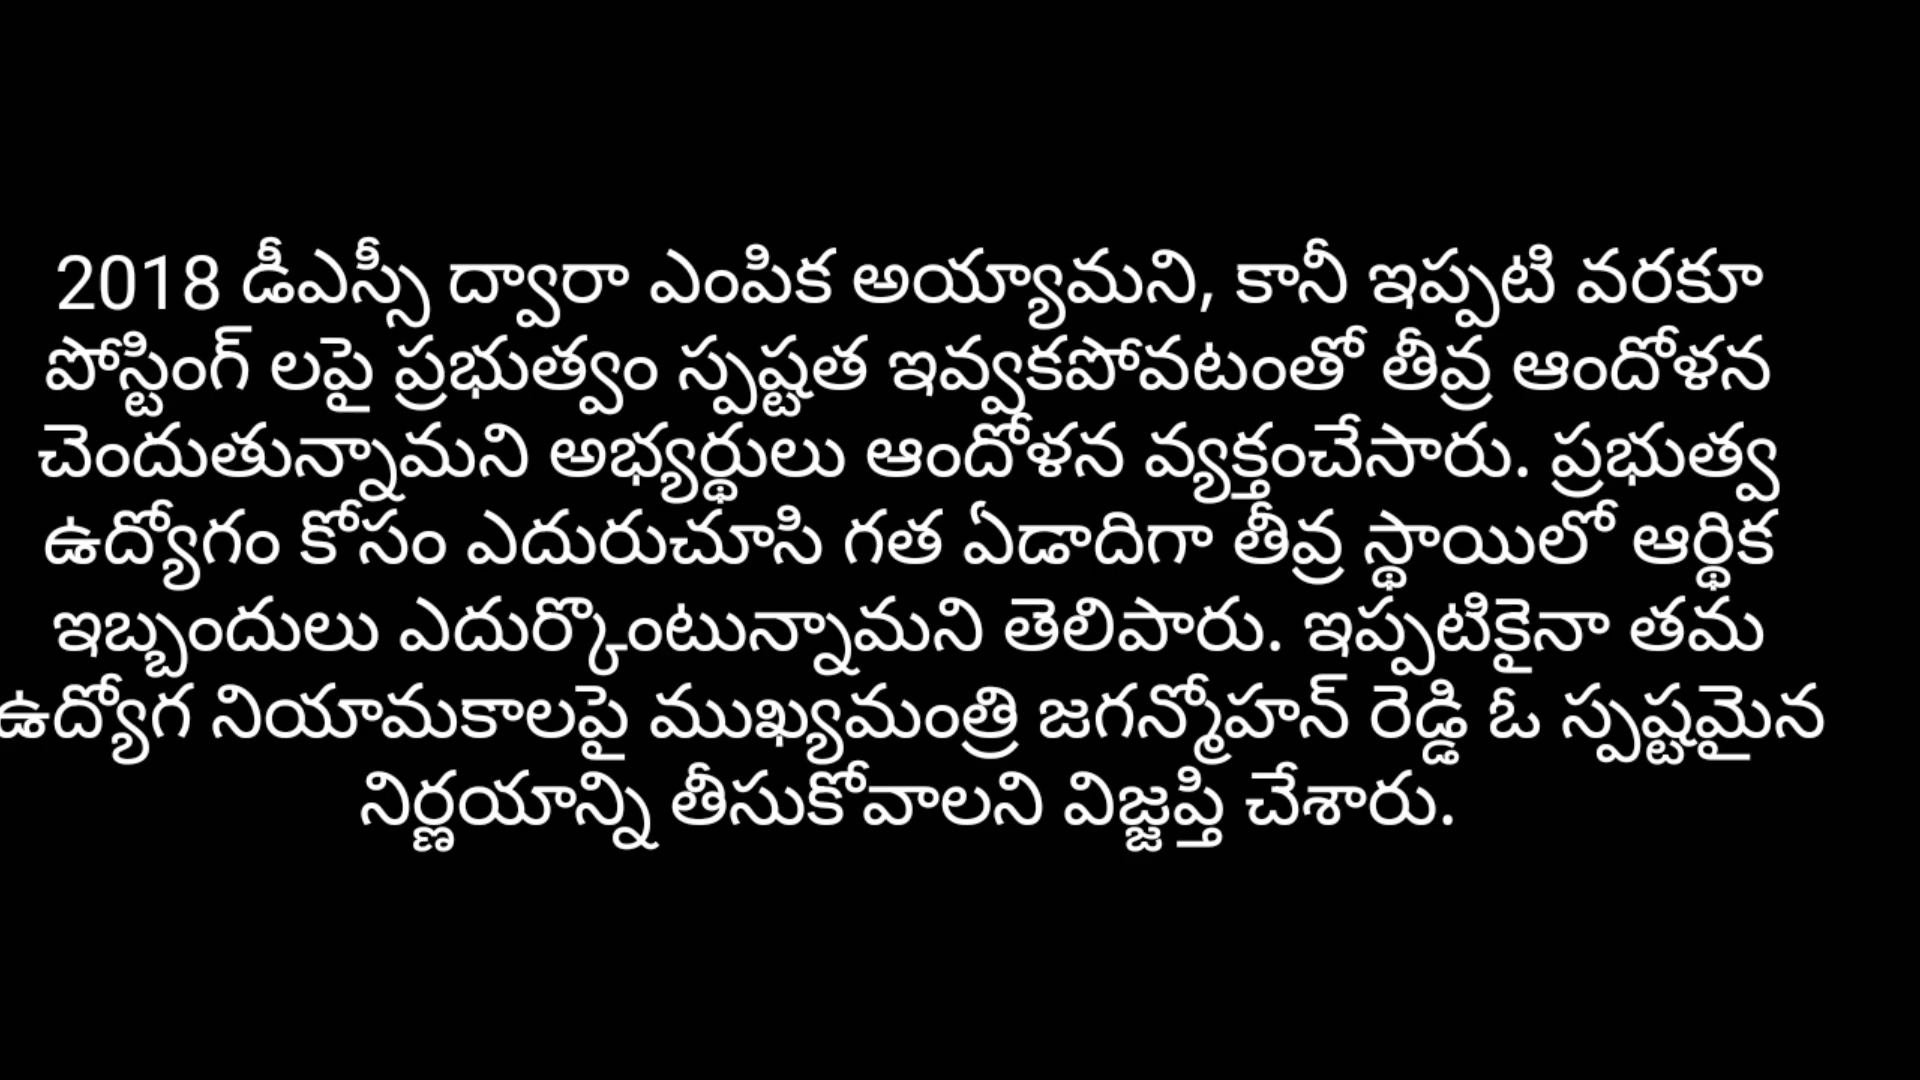 2018 డీఎస్సీ ద్వారా ఎంపిక అయ్యామని, కానీ ఇప్పటి వరకూ
పోస్టింగ్ లపై ప్రభుత్వం స్పష్టత ఇవ్వకపోవటంతో తీవ్ర ఆందోళన
చెందుతున్నామని అభ్యర్థులు ఆందోళన వ్యక్తంచేసారు. ప్రభుత్వ
ఉద్యోగం కోసం ఎదురుచూసి గత ఏడాదిగా తీవ్ర స్థాయిలో ఆర్థిక
ఇబ్బందులు ఎదుర్కొంటున్నామని తెలిపారు. ఇప్పటికైనా తమ
ఉద్యోగ నియామకాలపై ముఖ్యమంత్రి జగన్మోహన్ రెడ్డి ఓ స్పష్టమైన
నిర్ణయాన్ని తీసుకోవాలని విజ్జప్తి చేశారు.